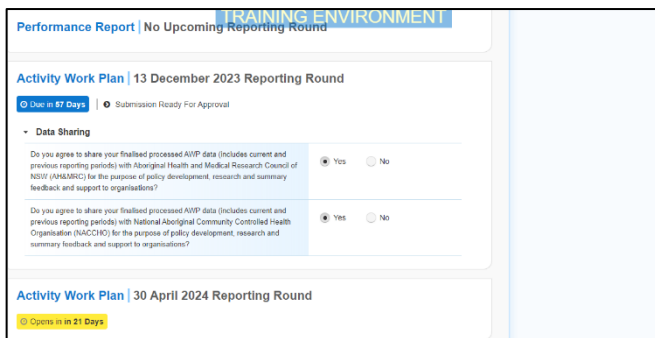 TRAINING ENVIRONMENT
Performance Report | No Upcoming Reporting Round
Activity Work Plan | 13 December 2023 Reporting Round
Due in 57 Days | Submission Ready For Approval
Data Sharing
Do you agree to share your finalised processed AWP data (includes current and
previous reporting periods) with Aboriginal Health and Medical Research Council of
NSW (AH&MRC) for the purpose of policy development, research and summary
feedback and support to organisations?
Yes No
Do you agree to share your finalised processed AWP data (includes current and
previous reporting periods) with National Aboriginal Community Controlled Health
Organisation (NACCHO) for the purpose of policy development, research and
summary feedback and support to organisations?
Yes No
Activity Work Plan | 30 April 2024 Reporting Round
Opens in in 21 Days